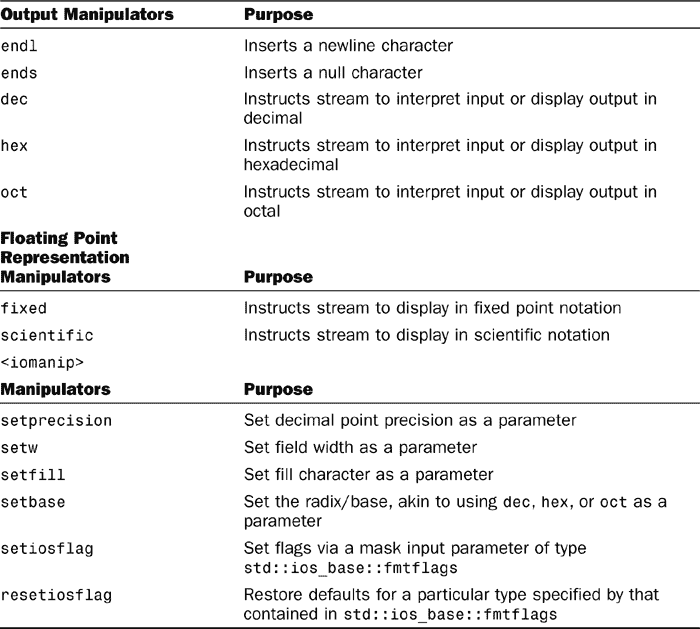 Output Manipulators Purpose
endl Inserts a newline character
ends Inserts a null character
dec Instructs stream to interpret input or display output in
decimal
hex Instructs stream to interpret input or display output in
hexadecimal
oct Instructs stream to interpret input or display output in
octal
Floating Point
Representation
Manipulators Purpose
fixed Instructs stream to display in fixed point notation
scientific Instructs stream to display in scientific notation
<iomanip>
Manipulators Purpose
setprecision Set decimal point precision as a parameter
setw Set field width as a parameter
setfill Set fill character as a parameter
setbase Set the radix/base, akin to using dec, hex, or oct as a
parameter
setiosflag Set flags via a mask input parameter of type
std::ios_base::fmtflags
resetiosflag Restore defaults for a particular type specified by that
contained in std::ios_base::fmtflags